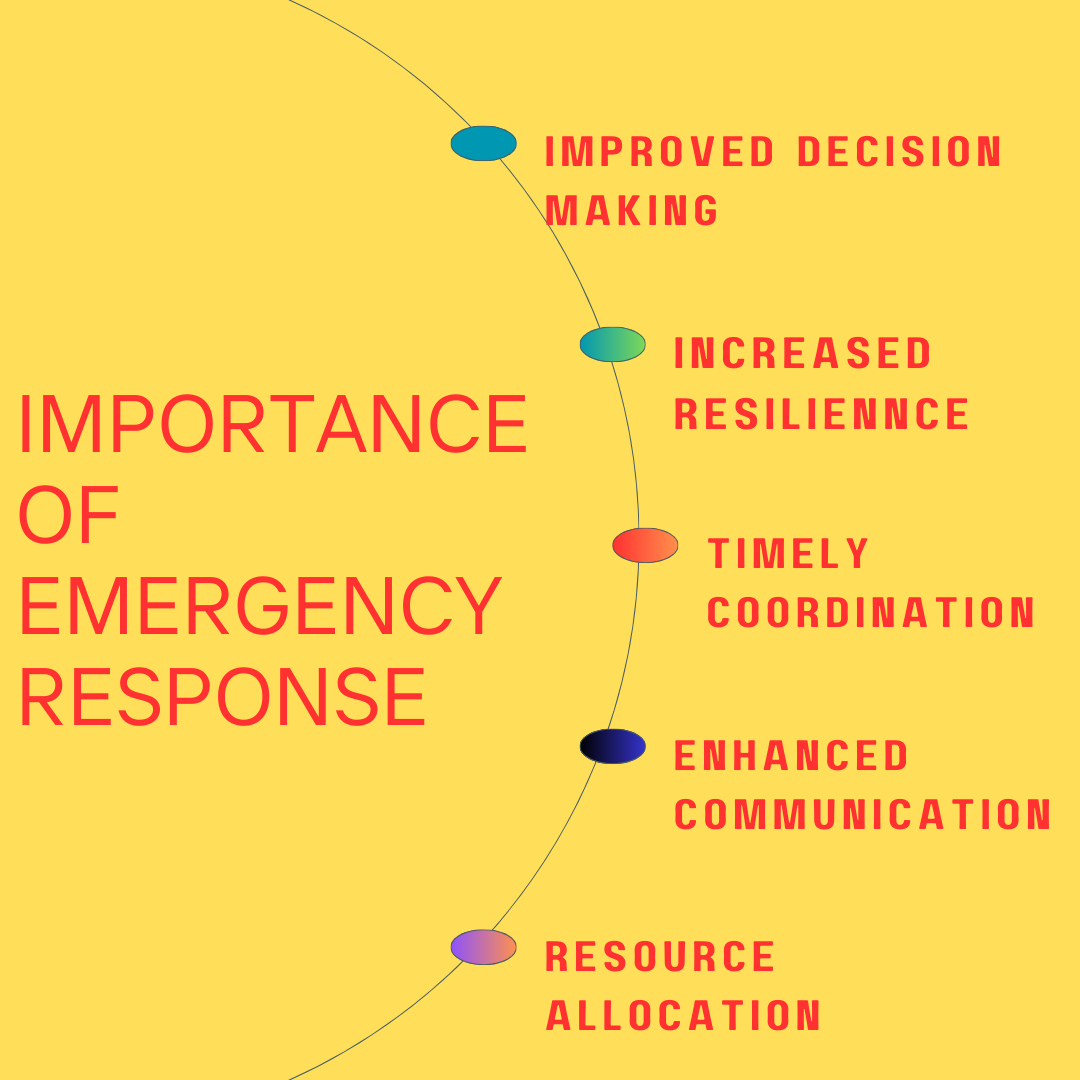 IMPORTANCE
OF
EMERGENCY
RESPONSE
IMPROVED DECISION
MAKING
INCREASED
RESILIENNCE
TIMELY
COORDINATION
ENHANCED
COMMUNICATION
RESOURCE
ALLOCATION